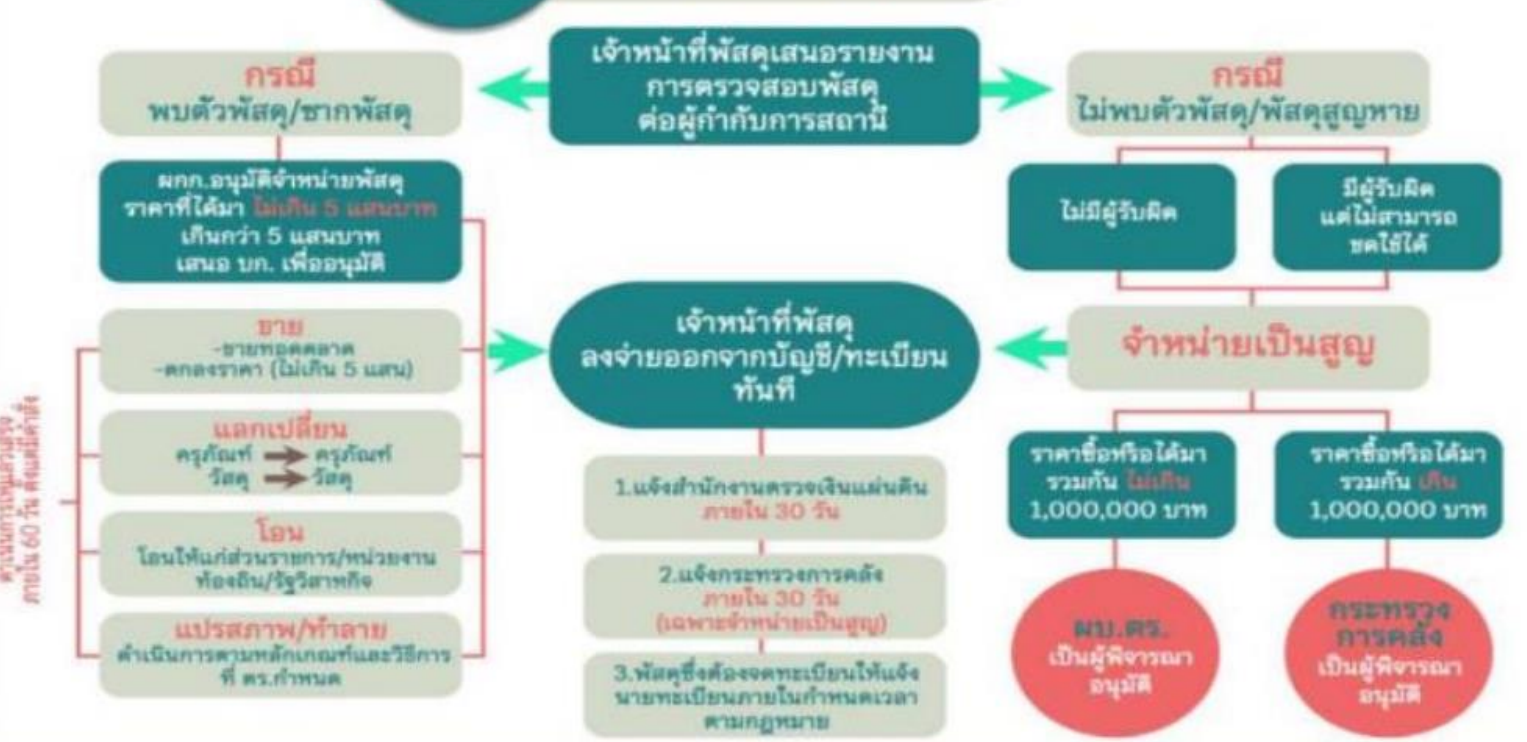 เจ้าหน้าที่พัสดุเสนอรายงาน
การตรวจสอบพัสดุ
ต่อผู้กำกับการสถานี
กรณี
พบตัวพัสดุ/ซากพัสดุ
ผกก.อนุมัติจำหน่ายพัสดุ
ราคาที่ได้มา ไม่เกิน 5 แสนบาท
เกินกว่า 5 แสนบาท
เสนอ บก. เพื่ออนุมัติ
ขาย
-ขายทอดตลาด
-ตกลงราคา (ไม่เกิน 5 แสน)
แลกเปลี่ยน
ครุภัณฑ์ ครุภัณฑ์
วัสดุ วัสดุ
โอน
โอนให้แก่ส่วนราชการ/หน่วยงาน
ท้องถิ่น/รัฐวิสาหกิจ
แปรสภาพ/ทำลาย
ดำเนินการตามหลักเกณฑ์และวิธีการ
ที่ ตร.กำหนด
ภายใน 60 วัน
เจ้าหน้าที่พัสดุ
ลงจ่ายออกจากบัญชี/ทะเบียน
ทันที
1.แจ้งสำนักงานตรวจเงินแผ่นดิน
ภายใน 30 วัน
2.แจ้งกระทรวงการคลัง
ภายใน 30 วัน
(เฉพาะจำหน่ายเป็นสูญ)
3.พัสดุซึ่งต้องจดทะเบียนให้แจ้ง
นายทะเบียนภายในกำหนดเวลา
ตามกฎหมาย
กรณี
ไม่พบตัวพัสดุ/พัสดุสูญหาย
ไม่มีผู้รับผิด
มีผู้รับผิด
แต่ไม่สามารถ
ชดใช้ได้
จำหน่ายเป็นสูญ
ราคาซื้อหรือได้มา
รวมกัน ไม่เกิน
1,000,000 บาท
ราคาซื้อหรือได้มา
รวมกัน เกิน
1,000,000 บาท
ผบ.ตร.
เป็นผู้พิจารณา
อนุมัติ
กระทรวง
การคลัง
เป็นผู้พิจารณา
อนุมัติ